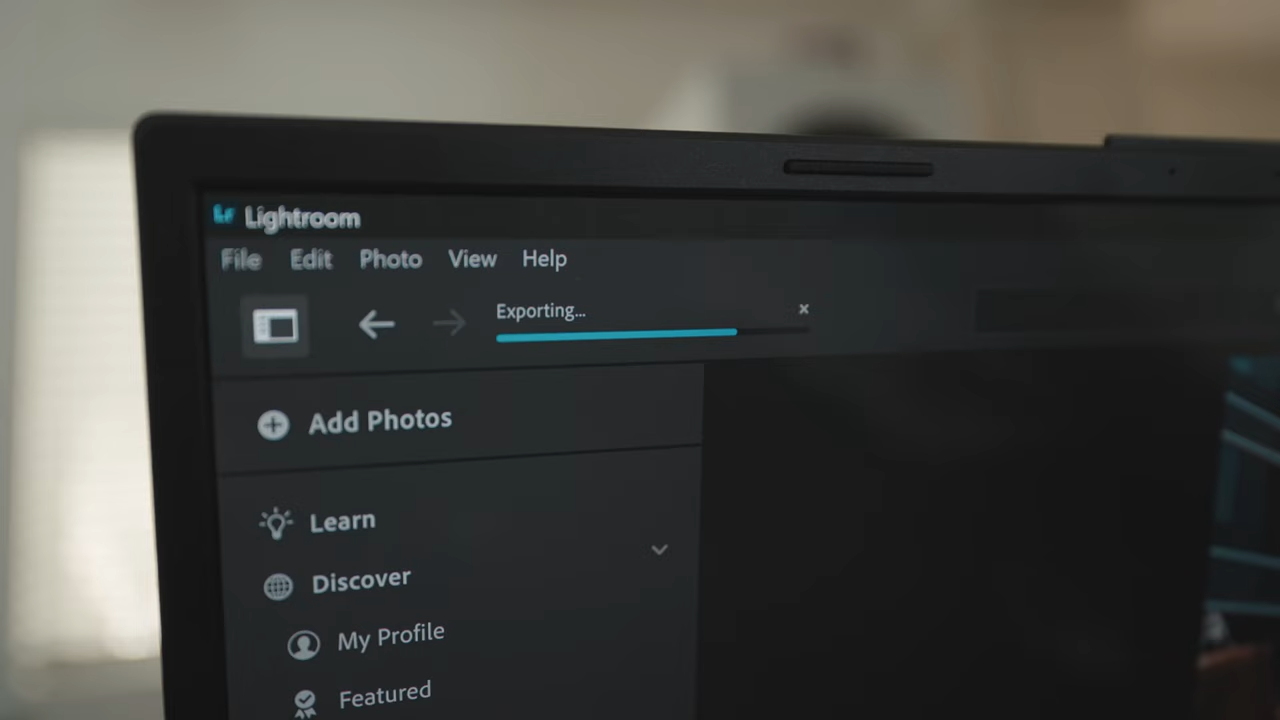 Lr Lightroom
File Edit Photo View Help
Exporting...
Add Photos
Learn
Discover
My Profile
Featured